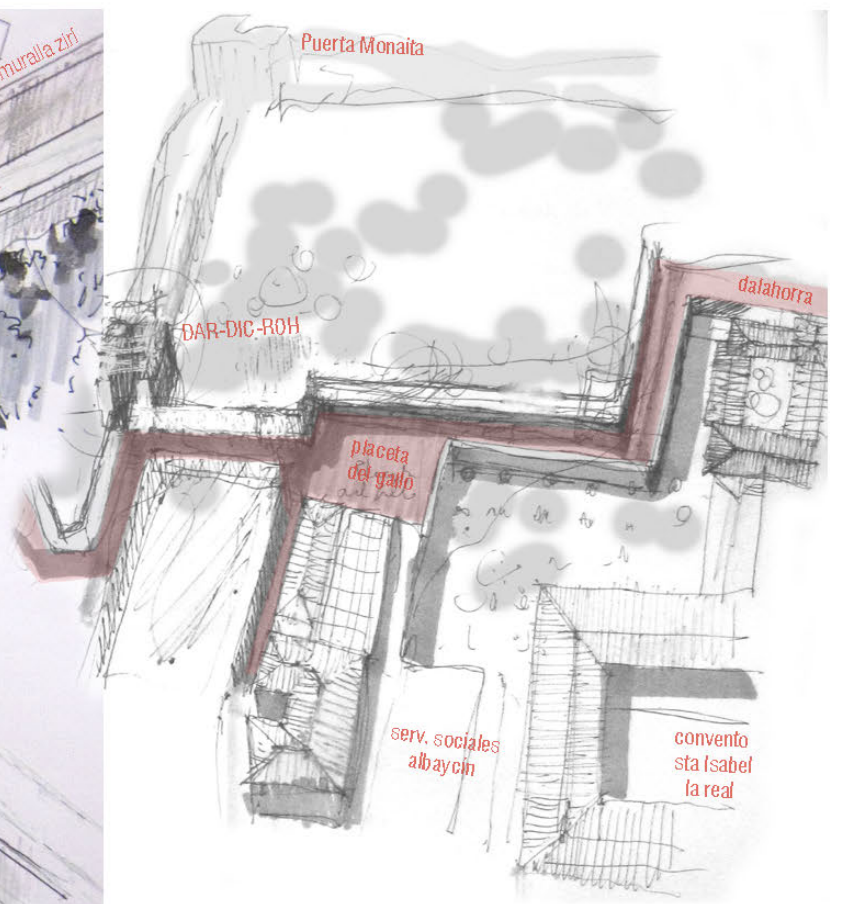 muralla zirí
Puerta Monaita
dalahorra
DAR-DIC-ROH
placeta
del gallo
serv. sociales
albaycin
convento
sta Isabel
la real